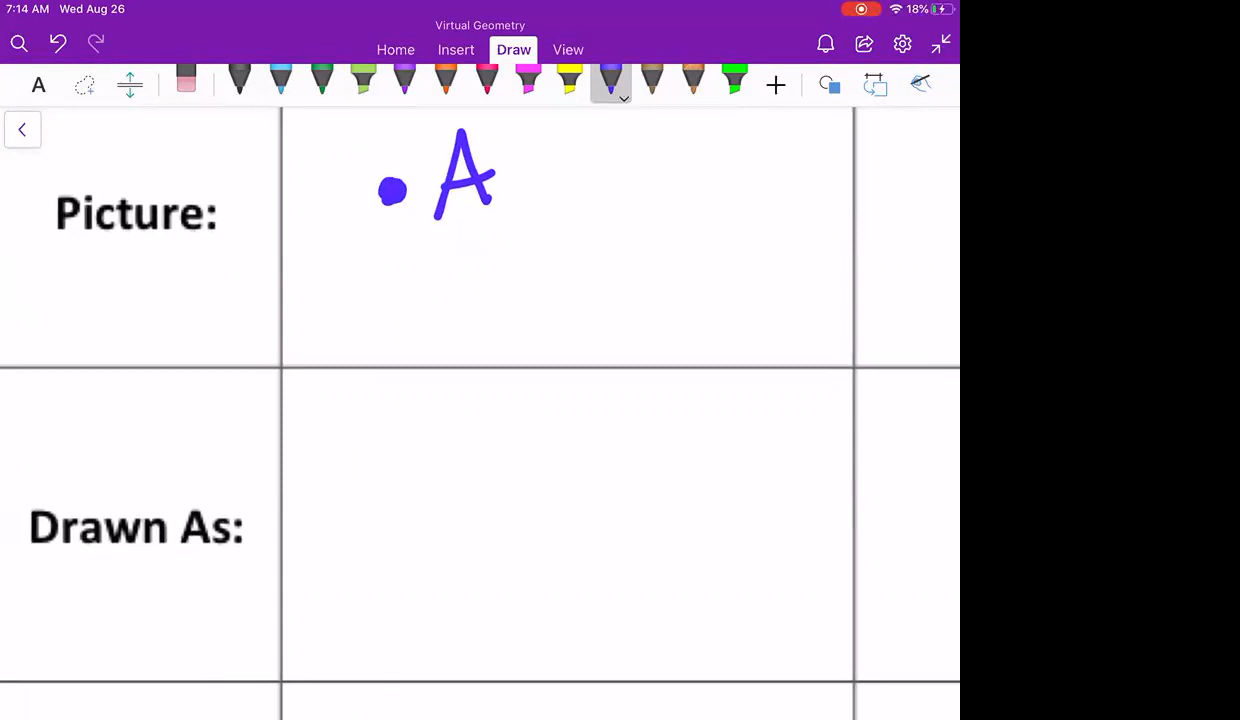 7:14 AM Wed Aug 26
18%
Virtual Geometry
Home Insert Draw View
A
Picture:
A
Drawn As: